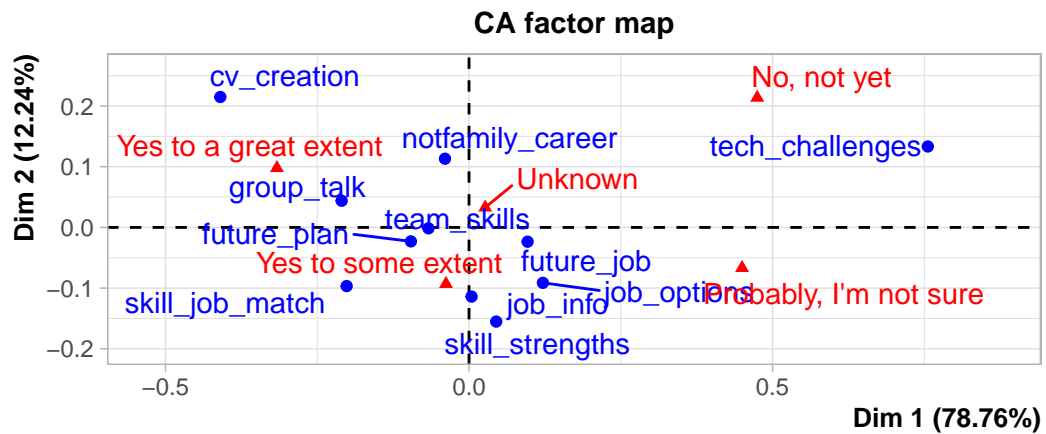 CA factor map
Dim 2 (12.24%)
0.2
0.1
0.0
−0.1
−0.2
cv_creation
No, not yet
notfamily_career
tech_challenges
Yes to a great extent
Unknown
group_talk
team_skills
future_plan
Yes to some extent
future_job
skill_job_match
job_info
job_options
Probably, I'm not sure
skill_strengths
−0.5
0.0
0.5
Dim 1 (78.76%)